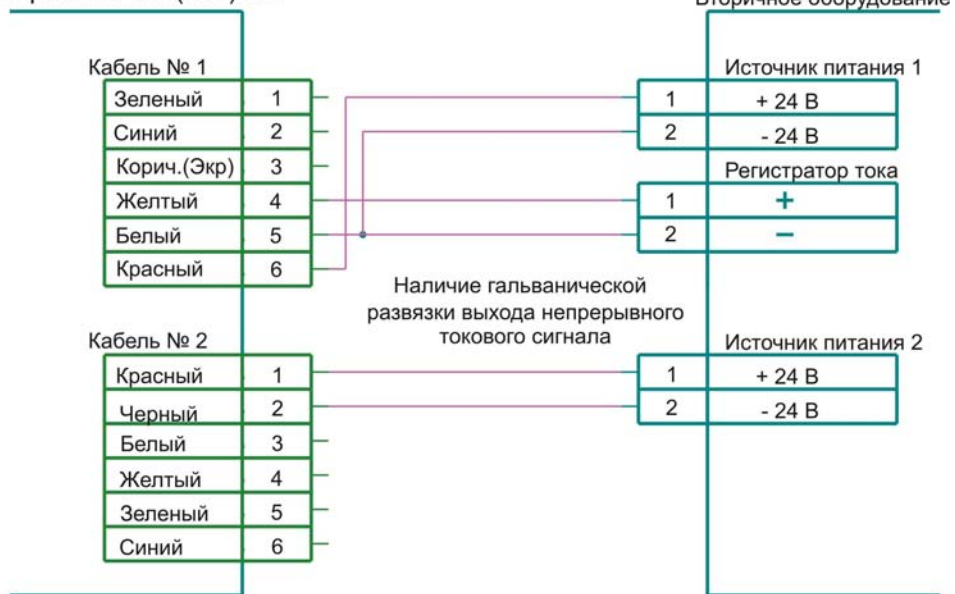 Вторичное оборудование
Кабель № 1
Зеленый 1
Синий 2
Корич.(Экр) 3
Желтый 4
Белый 5
Красный 6
Источник питания 1
1 + 24 В
2 - 24 В
Регистратор тока
1 +
2 −
Наличие гальванической
развязки выхода непрерывного
токового сигнала
Кабель № 2
Красный 1
Черный 2
Белый 3
Желтый 4
Зеленый 5
Синий 6
Источник питания 2
1 + 24 В
2 - 24 В